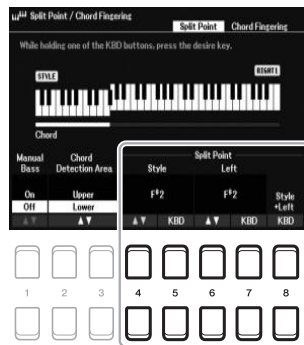 Split Point / Chord Fingering
Split Point Chord Fingering
While holding one of the KBD buttons, press the desire key.
STYLE RIGHT1
Chord
Manual Bass
Chord Detection Area
Split Point
Style Left
On Upper F#2 F#2 Style +Left
Off Lower
▲▼ ▲▼ ▲▼ KBD ▲▼ KBD KBD
1 2 3 4 5 6 7 8